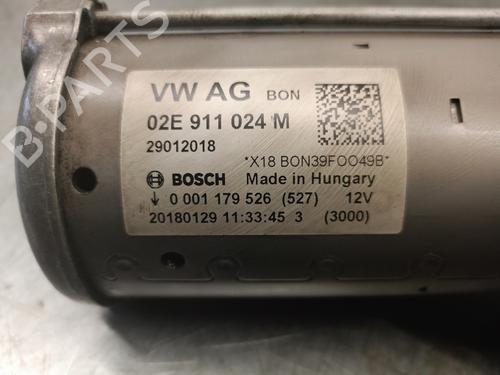 B-PARTS
VW AG BON
02E 911 024 M
29012018
*X18 BON39FOO49B*
BOSCH Made in Hungary
0 001 179 526 (527) 12V
20180129 11:33:45 3 (3000)